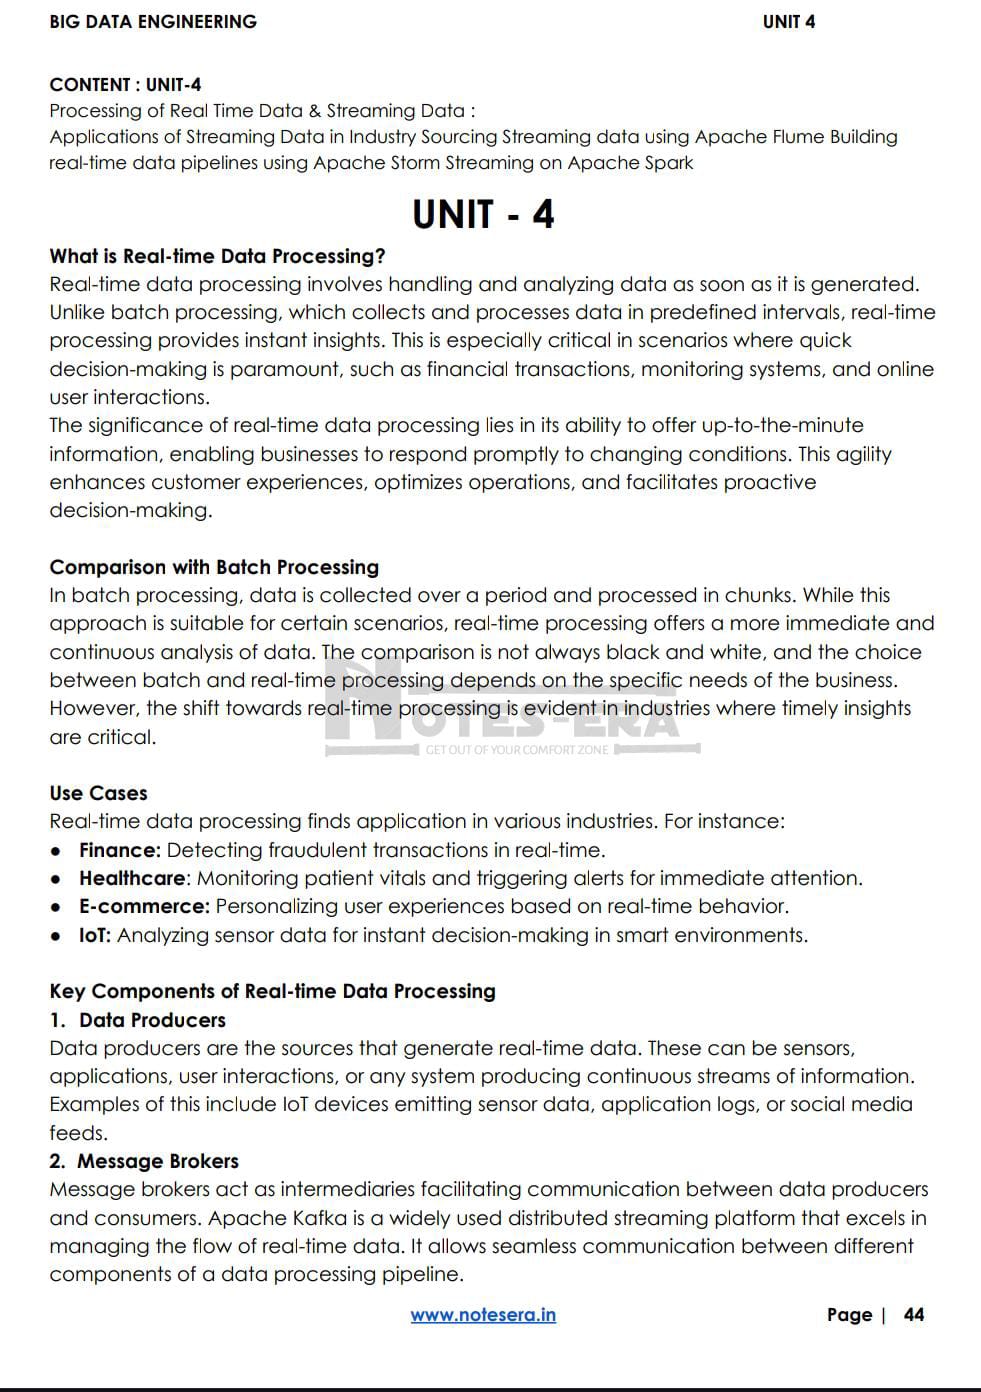 BIG DATA ENGINEERING UNIT 4
CONTENT : UNIT-4
Processing of Real Time Data & Streaming Data :
Applications of Streaming Data in Industry Sourcing Streaming data using Apache Flume Building
real-time data pipelines using Apache Storm Streaming on Apache Spark
UNIT - 4
What is Real-time Data Processing?
Real-time data processing involves handling and analyzing data as soon as it is generated.
Unlike batch processing, which collects and processes data in predefined intervals, real-time
processing provides instant insights. This is especially critical in scenarios where quick
decision-making is paramount, such as financial transactions, monitoring systems, and online
user interactions.
The significance of real-time data processing lies in its ability to offer up-to-the-minute
information, enabling businesses to respond promptly to changing conditions. This agility
enhances customer experiences, optimizes operations, and facilitates proactive
decision-making.
Comparison with Batch Processing
In batch processing, data is collected over a period and processed in chunks. While this
approach is suitable for certain scenarios, real-time processing offers a more immediate and
continuous analysis of data. The comparison is not always black and white, and the choice
between batch and real-time processing depends on the specific needs of the business.
However, the shift towards real-time processing is evident in industries where timely insights
are critical.
NOTES-ERA
GET OUT OF YOUR COMFORT ZONE
Use Cases
Real-time data processing finds application in various industries. For instance:
● Finance: Detecting fraudulent transactions in real-time.
● Healthcare: Monitoring patient vitals and triggering alerts for immediate attention.
● E-commerce: Personalizing user experiences based on real-time behavior.
● IoT: Analyzing sensor data for instant decision-making in smart environments.
Key Components of Real-time Data Processing
1. Data Producers
Data producers are the sources that generate real-time data. These can be sensors,
applications, user interactions, or any system producing continuous streams of information.
Examples of this include IoT devices emitting sensor data, application logs, or social media
feeds.
2. Message Brokers
Message brokers act as intermediaries facilitating communication between data producers
and consumers. Apache Kafka is a widely used distributed streaming platform that excels in
managing the flow of real-time data. It allows seamless communication between different
components of a data processing pipeline.
www.notesera.in Page | 44